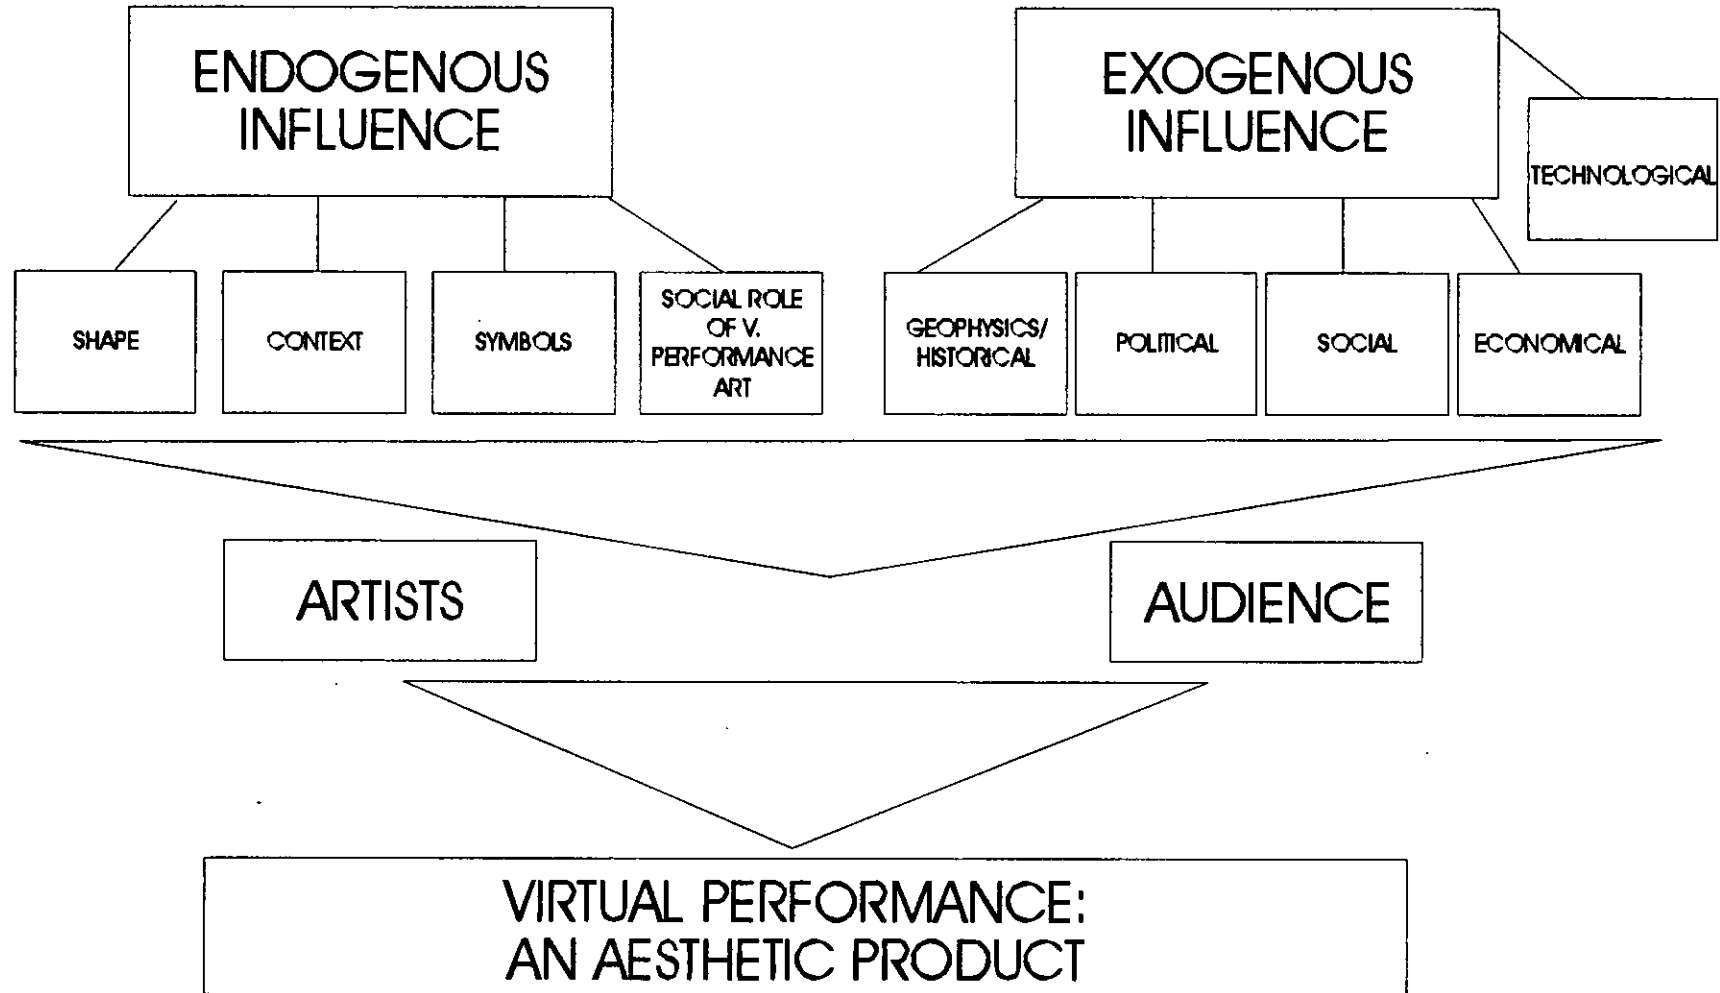 ENDOGENOUS
INFLUENCE
EXOGENOUS
INFLUENCE
TECHNOLOGICAL
SHAPE
CONTEXT
SYMBOLS
SOCIAL ROLE
OF V.
PERFORMANCE
ART
GEOPHYSICS/
HISTORICAL
POLITICAL
SOCIAL
ECONOMICAL
ARTISTS
AUDIENCE
VIRTUAL PERFORMANCE:
AN AESTHETIC PRODUCT